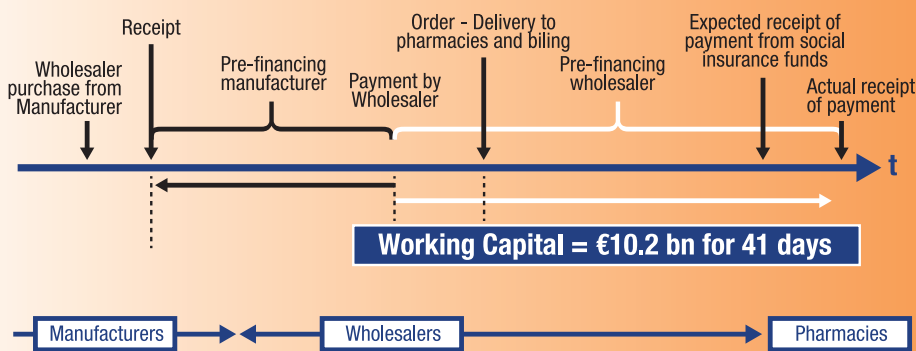 Receipt
Order - Delivery to
pharmacies and biling
Expected receipt of
payment from social
insurance funds
Wholesaler
purchase from
Manufacturer
Pre-financing
manufacturer
Payment by
Wholesaler
Pre-financing
wholesaler
Actual receipt
of payment
t
Working Capital = €10.2 bn for 41 days
Manufacturers
Wholesalers
Pharmacies